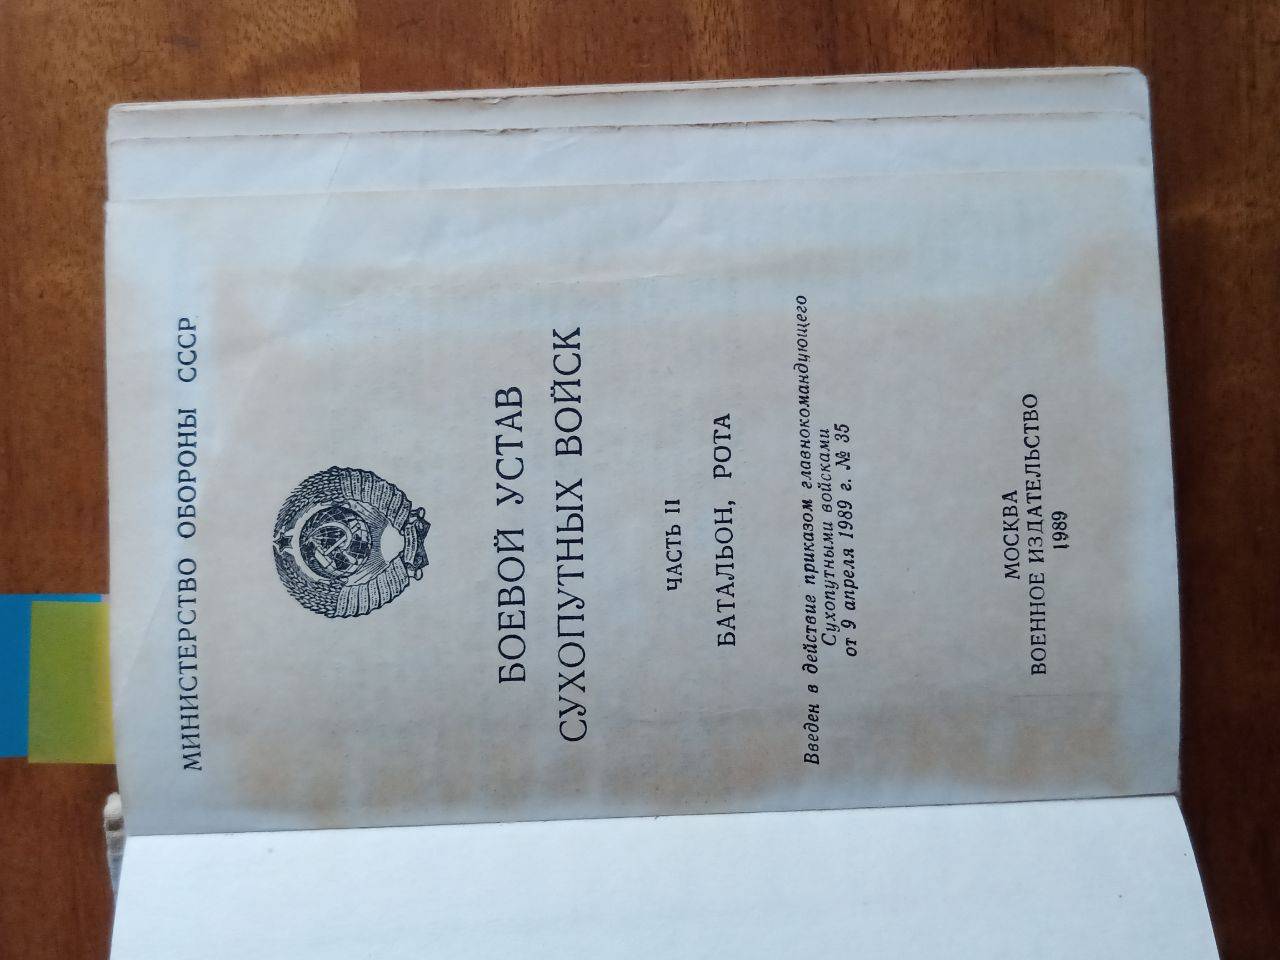 МИНИСТЕРСТВО ОБОРОНЫ СССР
БОЕВОЙ УСТАВ
СУХОПУТНЫХ ВОЙСК
ЧАСТЬ II
БАТАЛЬОН, РОТА
Введен в действие приказом главнокомандующего
Сухопутными войсками
от 9 апреля 1989 г. № 35
МОСКВА
ВОЕННОЕ ИЗДАТЕЛЬСТВО
1989